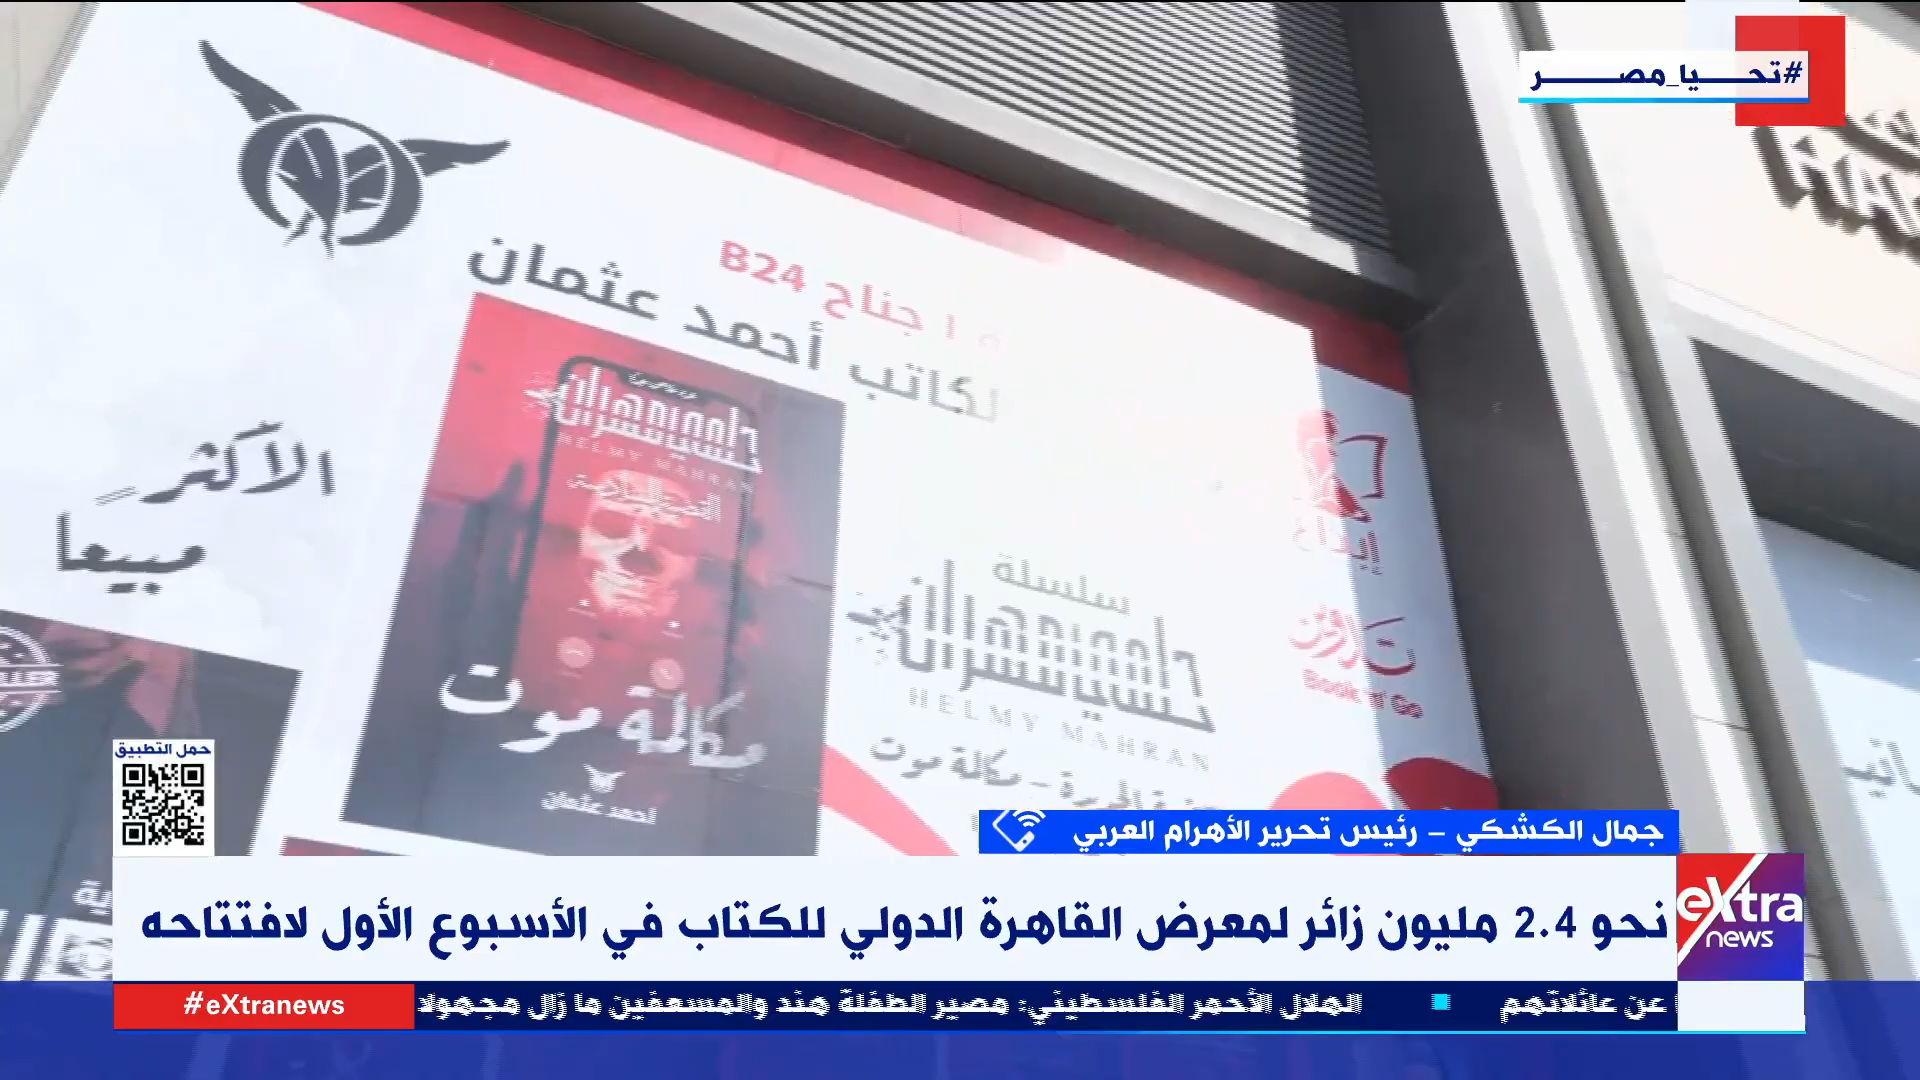 #تحيا_مصر
جناح B24
لكاتب أحمد عثمان
الأكثر
مبيعا
HELMY MAHRAN
مكالمة موت
أحمد عثمان
سلسلة
HELMY MAHRAN
مكالمة موت
إبداع
Book 'n' Go
حمل التطبيق
جمال الكشكي - رئيس تحرير الأهرام العربي
نحو 2.4 مليون زائر لمعرض القاهرة الدولي للكتاب في الأسبوع الأول لافتتاحه
eXtra news
عن عائلاتهم
الهلال الأحمر الفلسطيني: مصير الطفلة هند والمسعفين ما زال مجهولا
#eXtranews